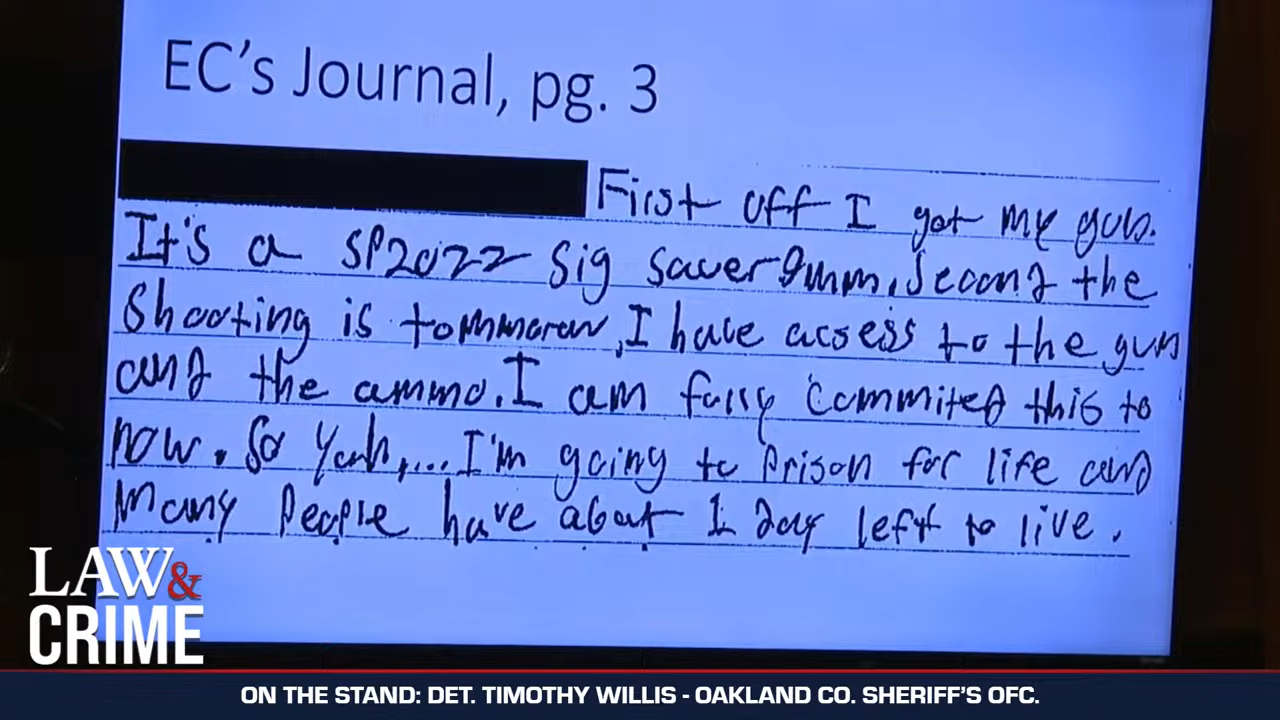 EC's Journal, pg. 3
First off I got my gun.
It's a SP2022 Sig sauer 9mm. Second the
Shooting is tommarow, I have access to the gun
and the ammo. I am fully commited this to
now. So yeah,... I'm going to prison for life and
Many People have about 1 day left to live.
LAW&
CRIME
ON THE STAND: DET. TIMOTHY WILLIS - OAKLAND CO. SHERIFF'S OFC.